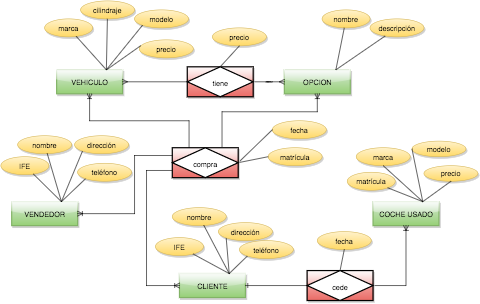 cilindraje
marca
modelo
precio
VEHICULO
precio
tiene
nombre
descripción
OPCION
nombre
dirección
IFE
teléfono
VENDEDOR
fecha
matrícula
compra
marca
modelo
matrícula
precio
COCHE USADO
nombre
dirección
IFE
teléfono
CLIENTE
fecha
cede